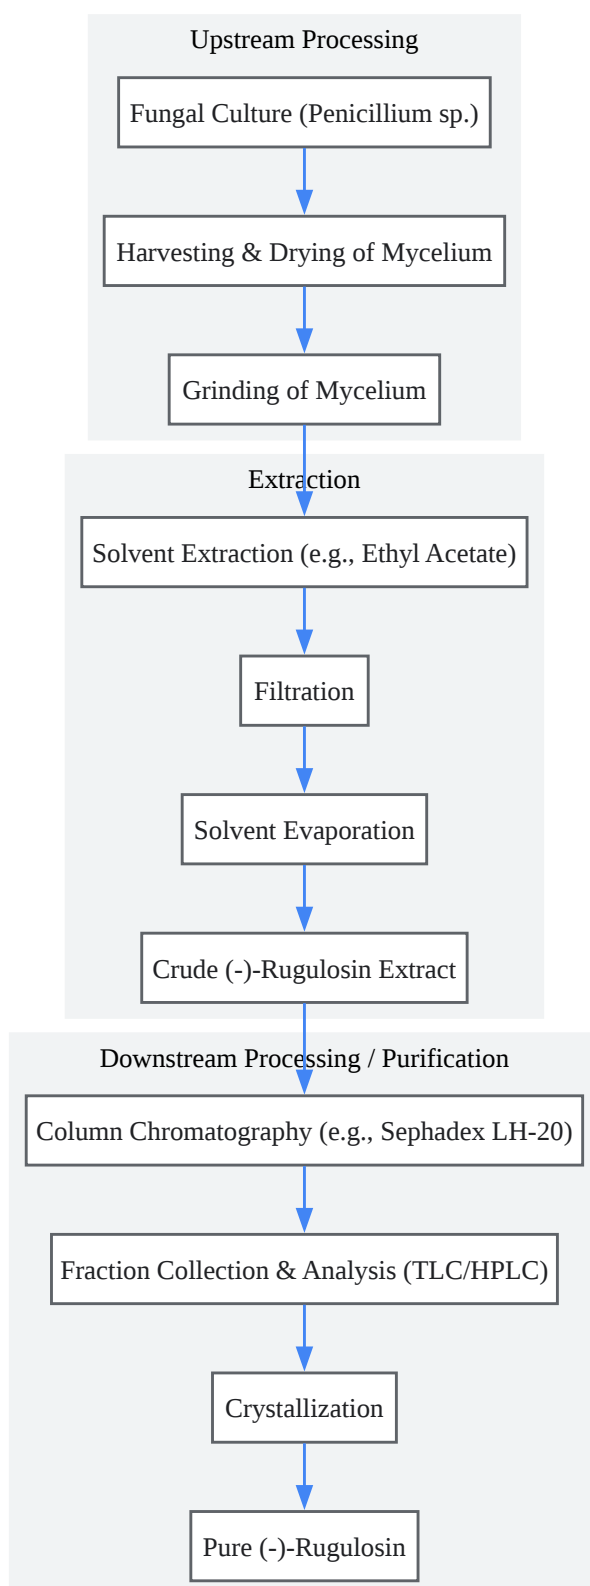 Upstream Processing
Fungal Culture (Penicillium sp.)
Harvesting & Drying of Mycelium
Grinding of Mycelium
Extraction
Solvent Extraction (e.g., Ethyl Acetate)
Filtration
Solvent Evaporation
Crude (-)-Rugulosin Extract
Downstream Processing / Purification
Column Chromatography (e.g., Sephadex LH-20)
Fraction Collection & Analysis (TLC/HPLC)
Crystallization
Pure (-)-Rugulosin